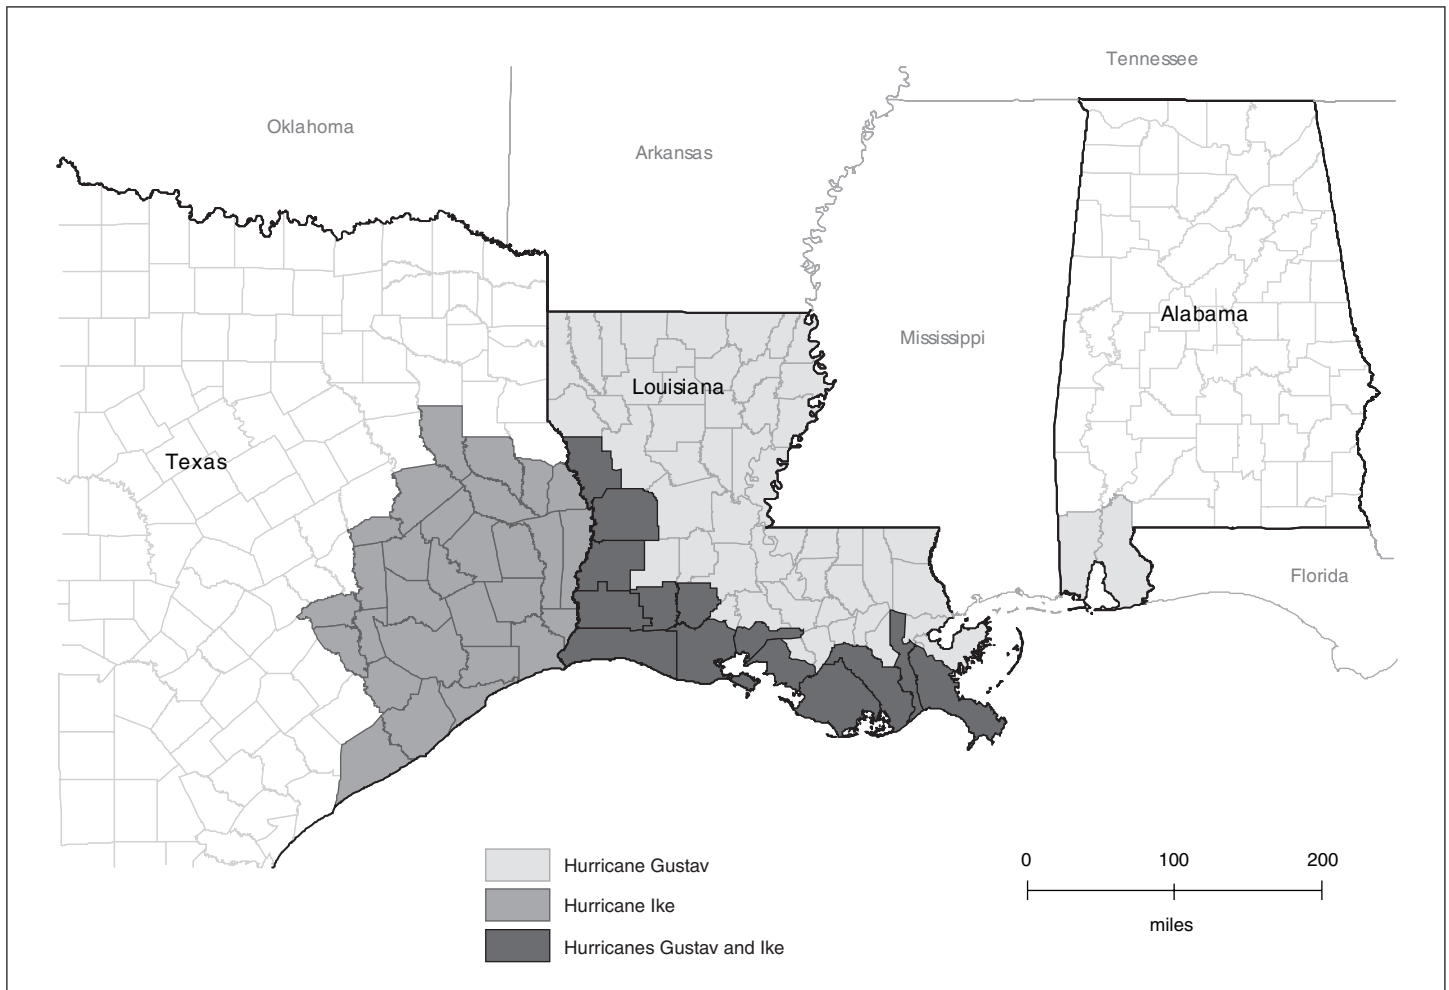 Tennessee
Oklahoma
Arkansas
Alabama
Mississippi
Louisiana
Texas
Florida
Hurricane Gustav
Hurricane Ike
Hurricanes Gustav and Ike
0 100 200
miles